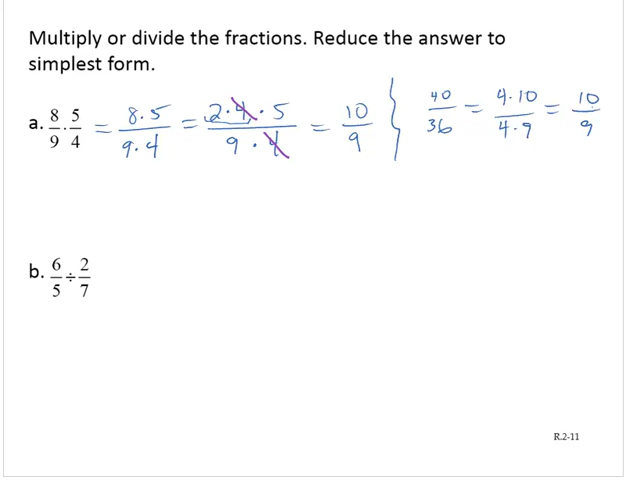 Multiply or divide the fractions. Reduce the answer to
simplest form.
a. 8/9 · 5/4 = 8·5/9·4 = 2·4·5/9·4 = 10/9 } 40/36 = 4·10/4·9 = 10/9
b. 6/5 ÷ 2/7
R.2-11